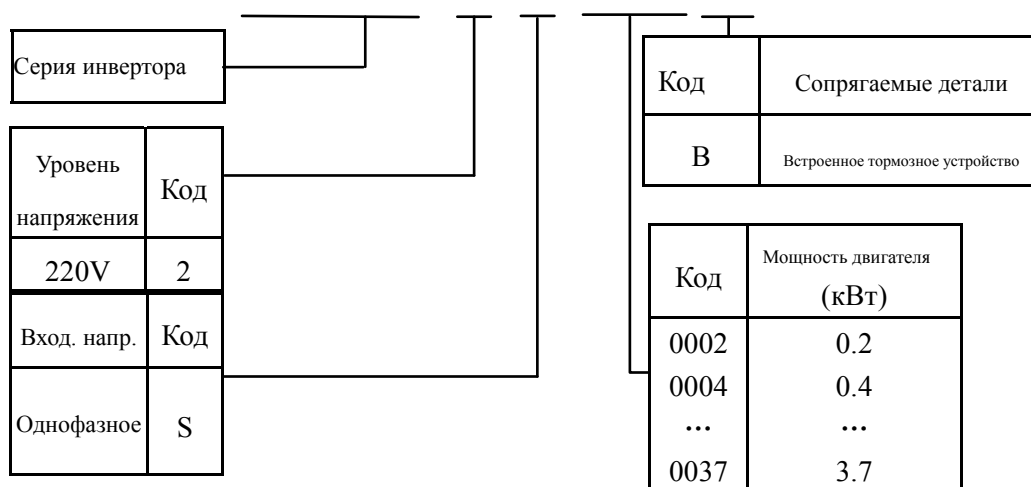 Серия инвертора
Уровень напряжения
Код
220V
2
Вход. напр.
Код
Однофазное
S
Код
Сопрягаемые детали
B
Встроенное тормозное устройство
Код
Мощность двигателя
(кВт)
0002
0.2
0004
0.4
...
...
0037
3.7